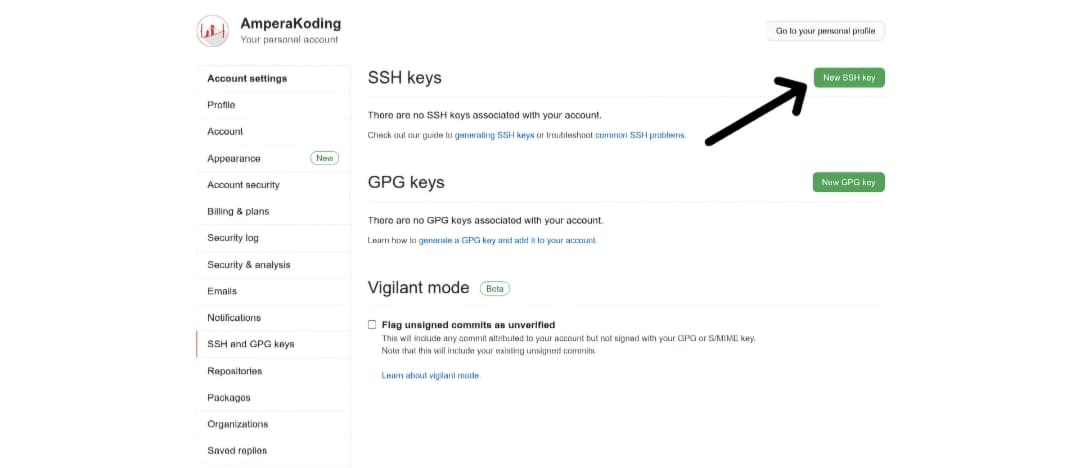 AmperaKoding
Your personal account
Go to your personal profile
Account settings
Profile
Account
Appearance New
Account security
Billing & plans
Security log
Security & analysis
Emails
Notifications
SSH and GPG keys
Repositories
Packages
Organizations
Saved replies
SSH keys
New SSH key
There are no SSH keys associated with your account.
Check out our guide to generating SSH keys or troubleshoot common SSH problems.
GPG keys
New GPG key
There are no GPG keys associated with your account.
Learn how to generate a GPG key and add it to your account.
Vigilant mode Beta
Flag unsigned commits as unverified
This will include any commit attributed to your account but not signed with your GPG or S/MIME key.
Note that this will include your existing unsigned commits.
Learn about vigilant mode.